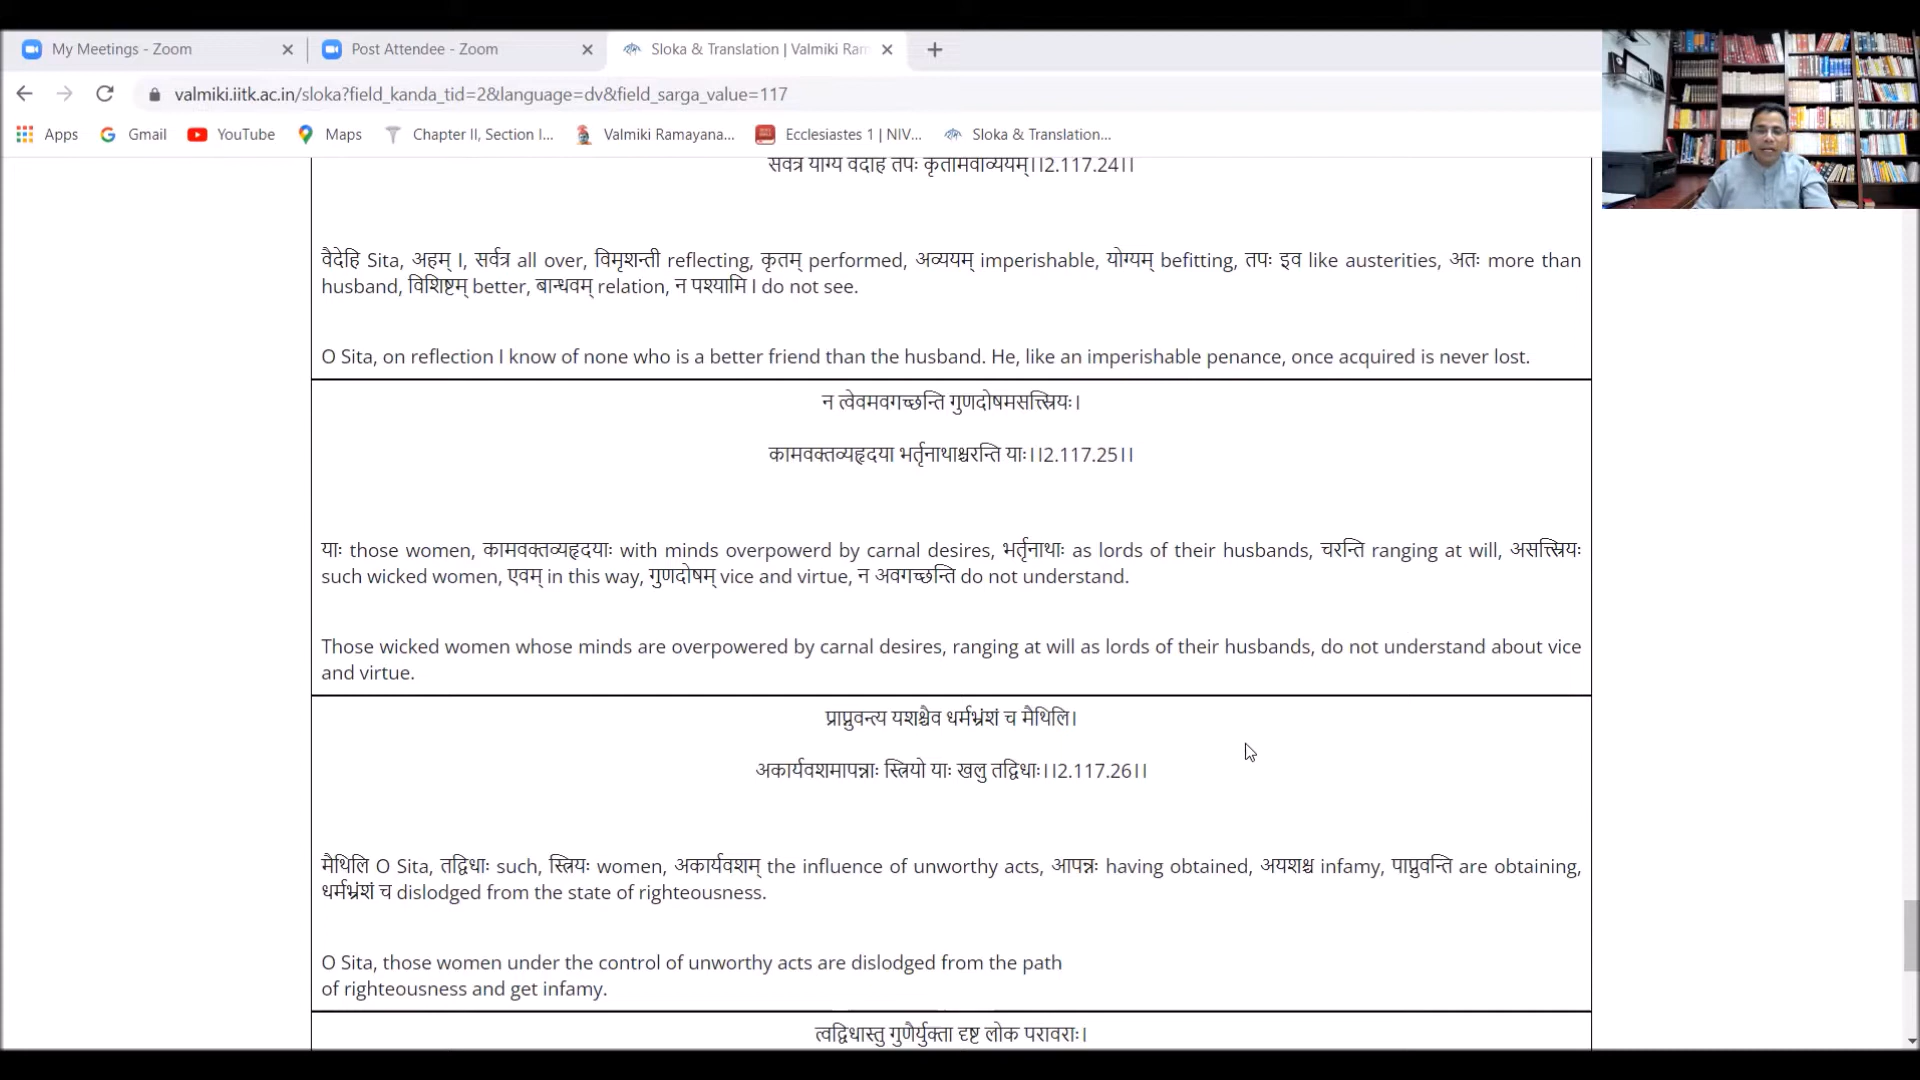 My Meetings - Zoom
Post Attendee - Zoom
Sloka & Translation | Valmiki Ram
valmiki.iitk.ac.in/sloka?field_kanda_tid=2&language=dv&field_sarga_value=117
Apps
Gmail
YouTube
Maps
Chapter II, Section I...
Valmiki Ramayana...
Ecclesiastes 1 | NIV...
Sloka & Translation...
सर्वत्र योग्यं वैदेहि तपः कृतमिवाव्ययम्।।2.117.24।।
वैदेहि Sita, अहम् I, सर्वत्र all over, विमृशन्ती reflecting, कृतम् performed, अव्ययम् imperishable, योग्यम् befitting, तपः इव like austerities, अतः more than
husband, विशिष्टम् better, बान्धवम् relation, न पश्यामि I do not see.
O Sita, on reflection I know of none who is a better friend than the husband. He, like an imperishable penance, once acquired is never lost.
न त्वेवमवगच्छन्ति गुणदोषमसत्स्त्रियः।
कामवक्तव्यहृदया भर्तृनाथाश्चरन्ति याः।।2.117.25।।
याः those women, कामवक्तव्यहृदयाः with minds overpowerd by carnal desires, भर्तृनाथाः as lords of their husbands, चरन्ति ranging at will, असत्स्त्रियः
such wicked women, एवम् in this way, गुणदोषम् vice and virtue, न अवगच्छन्ति do not understand.
Those wicked women whose minds are overpowered by carnal desires, ranging at will as lords of their husbands, do not understand about vice
and virtue.
प्राप्नुवन्त्य यशश्चैव धर्मभ्रंशं च मैथिलि।
अकार्यवशमापन्नाः स्त्रियो याः खलु तद्विधाः।।2.117.26।।
मैथिलि O Sita, तद्विधाः such, स्त्रियः women, अकार्यवशम् the influence of unworthy acts, आपन्नः having obtained, अयशश्च infamy, पाप्नुवन्ति are obtaining,
धर्मभ्रंशं च dislodged from the state of righteousness.
O Sita, those women under the control of unworthy acts are dislodged from the path
of righteousness and get infamy.
त्वद्विधास्तु गुणैर्युक्ता दृष्ट लोक परावराः।